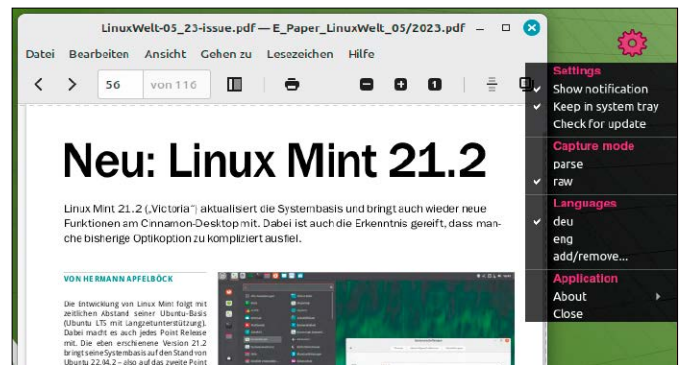 LinuxWelt-05_23-issue.pdf — E_Paper_LinuxWelt_05/2023.pdf
Datei Bearbeiten Ansicht Gehen zu Lesezeichen Hilfe
56 von 116
Neu: Linux Mint 21.2
Linux Mint 21.2 („Victoria“) aktualisiert die Systembasis und bringt auch wieder neue
Funktionen am Cinnamon-Desktop mit. Dabei ist auch die Erkenntnis gereift, dass man-
che bisherige Optikoption zu kompliziert ausfiel.
VON HERMANN APFELBÖCK
Die Entwicklung von Linux Mint folgt mit
zeitlichen Abstand seiner Ubuntu-Basis
(Ubuntu LTS mit Langzeitunterstützung).
Dabei macht es auch jedes Point Release
mit. Die eben erschienene Version 21.2
bringt seine Systembasis auf den Stand von
Ubuntu 22.04.2 – also auf das zweite Point
Settings
Show notification
Keep in system tray
Check for update
Capture mode
parse
raw
Languages
deu
eng
add/remove...
Application
About
Close